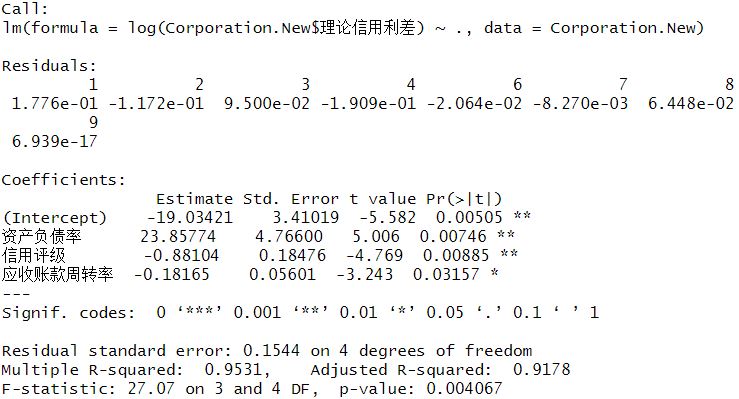 Call:
lm(formula = log(Corporation.New$理论信用利差) ~ ., data = Corporation.New)
Residuals:
1 2 3 4 6 7 8
1.776e-01 -1.172e-01 9.500e-02 -1.909e-01 -2.064e-02 -8.270e-03 6.448e-02
9
6.939e-17
Coefficients:
Estimate Std. Error t value Pr(>|t|)
(Intercept) -19.03421 3.41019 -5.582 0.00505 **
资产负债率 23.85774 4.76600 5.006 0.00746 **
信用评级 -0.88104 0.18476 -4.769 0.00885 **
应收账款周转率 -0.18165 0.05601 -3.243 0.03157 *
---
Signif. codes: 0 ‘***’ 0.001 ‘**’ 0.01 ‘*’ 0.05 ‘.’ 0.1 ‘ ’ 1
Residual standard error: 0.1544 on 4 degrees of freedom
Multiple R-squared: 0.9531, Adjusted R-squared: 0.9178
F-statistic: 27.07 on 3 and 4 DF, p-value: 0.004067